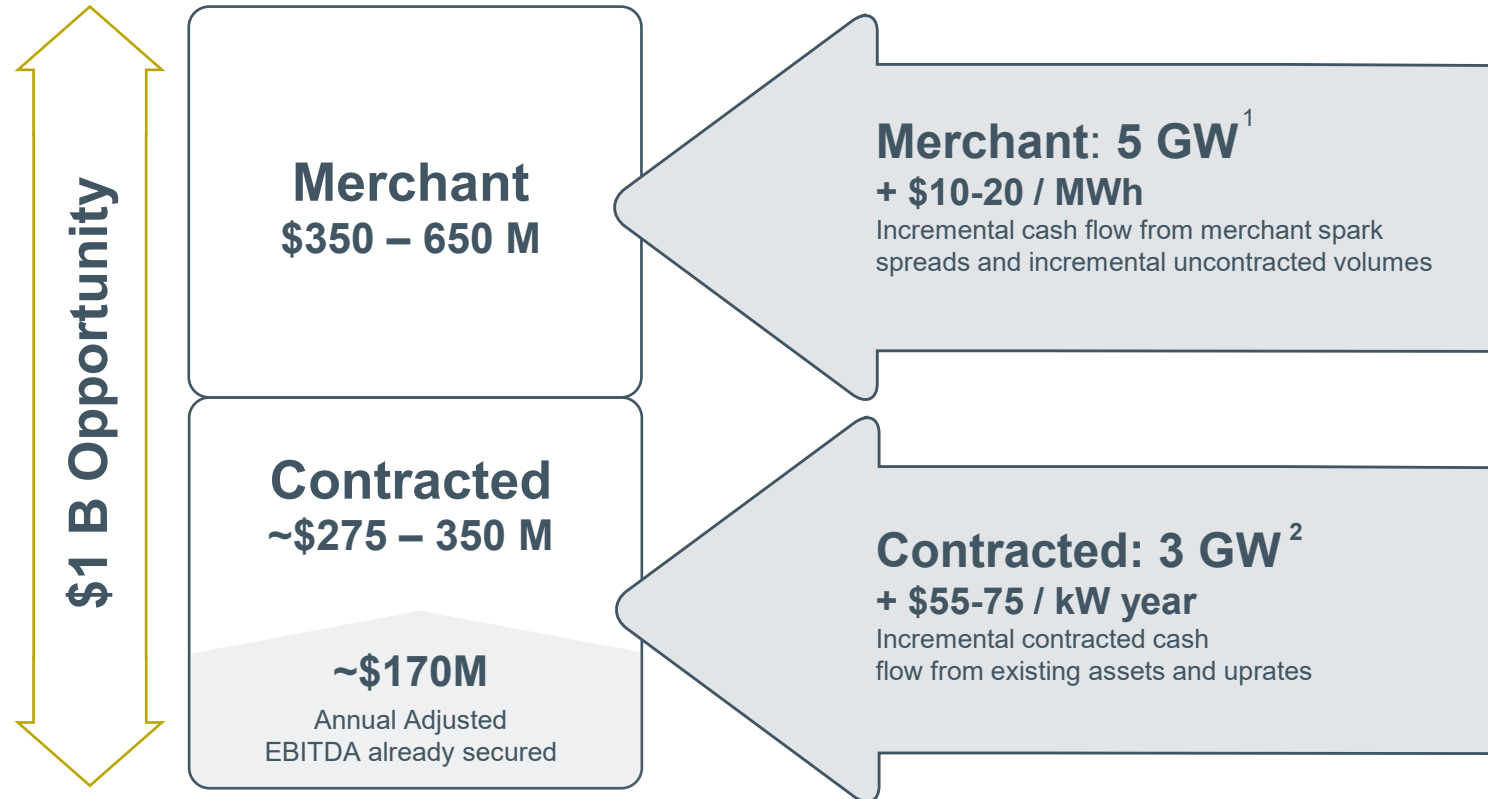 $1 B Opportunity
Merchant
$350 – 650 M
Contracted
~$275 – 350 M
~$170M
Annual Adjusted
EBITDA already secured
Merchant: 5 GW1
+ $10-20 / MWh
Incremental cash flow from merchant spark
spreads and incremental uncontracted volumes
Contracted: 3 GW2
+ $55-75 / kW year
Incremental contracted cash
flow from existing assets and uprates